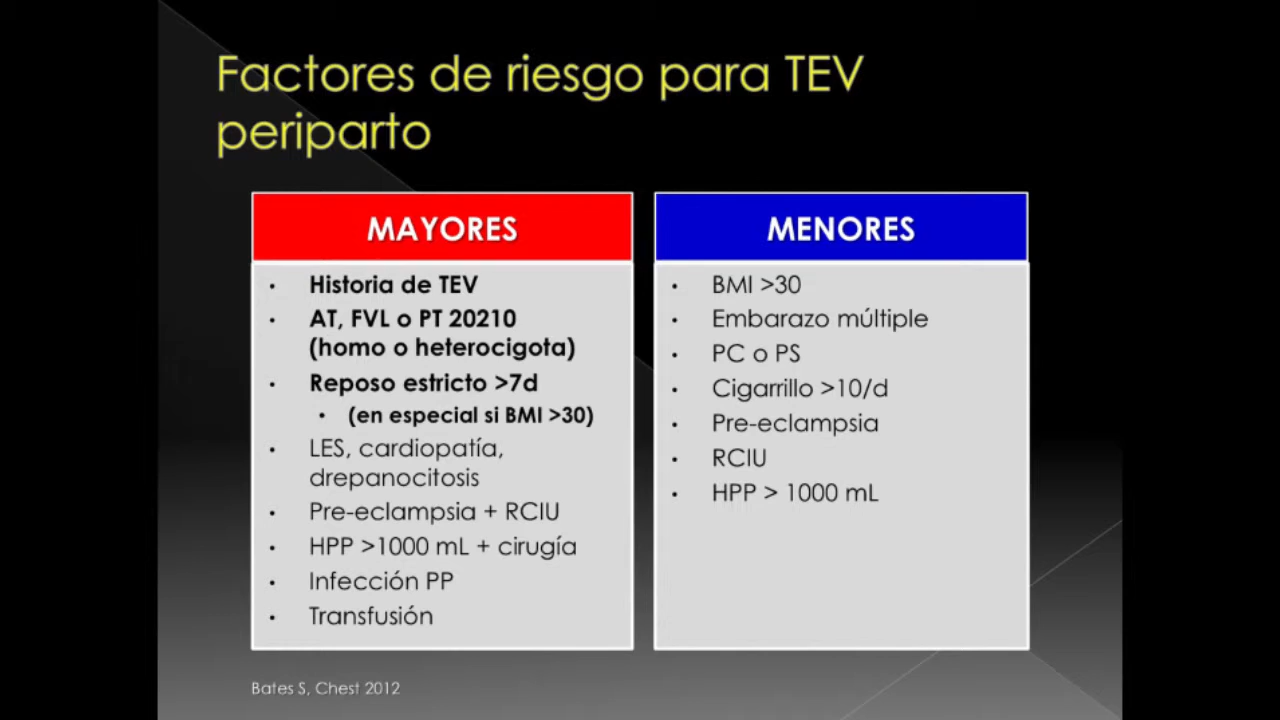 Factores de riesgo para TEV
periparto
MAYORES
• Historia de TEV
• AT, FVL o PT 20210
(homo o heterocigota)
• Reposo estricto >7d
• (en especial si BMI >30)
• LES, cardiopatía,
drepanocitosis
• Pre-eclampsia + RCIU
• HPP >1000 mL + cirugía
• Infección PP
• Transfusión
MENORES
• BMI >30
• Embarazo múltiple
• PC o PS
• Cigarrillo >10/d
• Pre-eclampsia
• RCIU
• HPP > 1000 mL
Bates S, Chest 2012